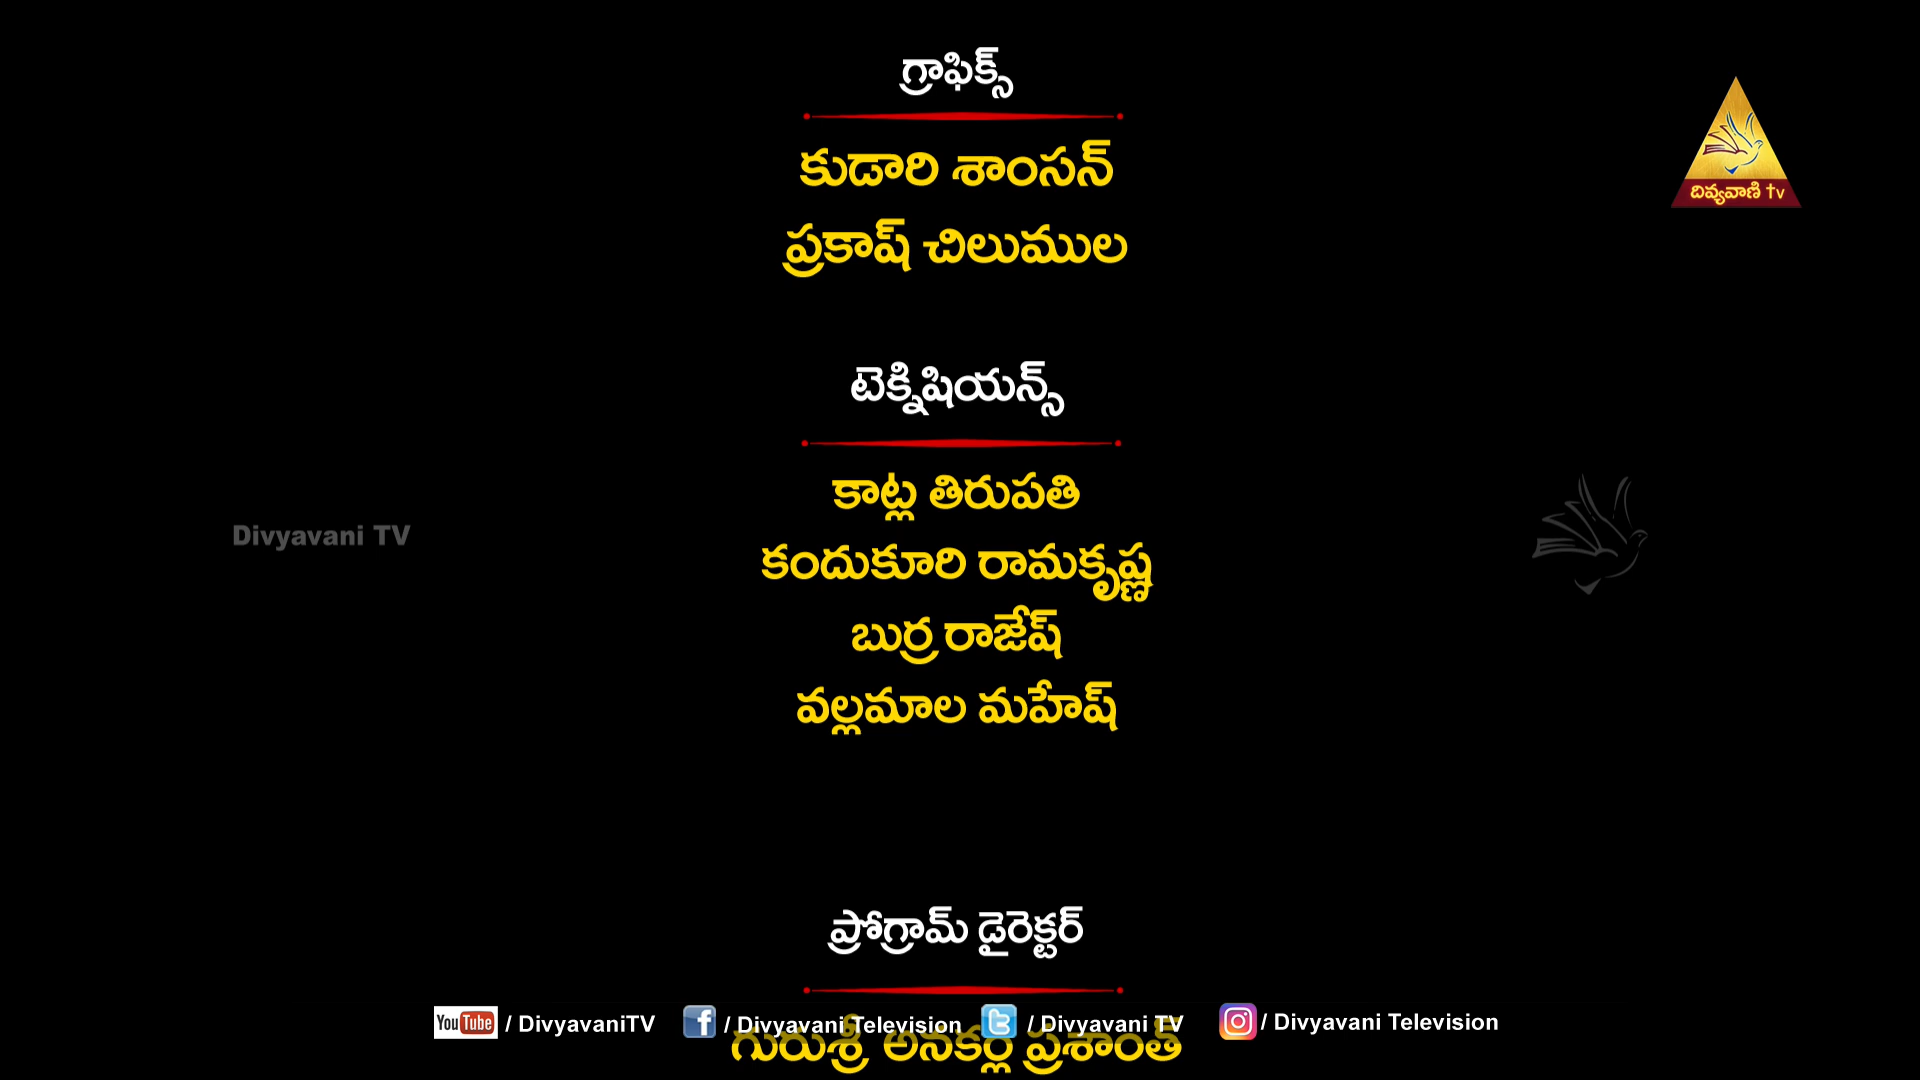 గ్రాఫిక్స్
కుడారి శాంసన్
ప్రకాష్ చిలుముల
దివ్యవాణి tv
టెక్నిషియన్స్
కాట్ల తిరుపతి
Divyavani TV
కందుకూరి రామకృష్ణ
బుర్ర రాజేష్
వల్లమాల మహేష్
ప్రోగ్రామ్ డైరెక్టర్
YouTube / DivyavaniTV / Divyavani Television / Divyavani TV / Divyavani Television
గురుశ్రీ అనకర్ల ప్రశాంత్